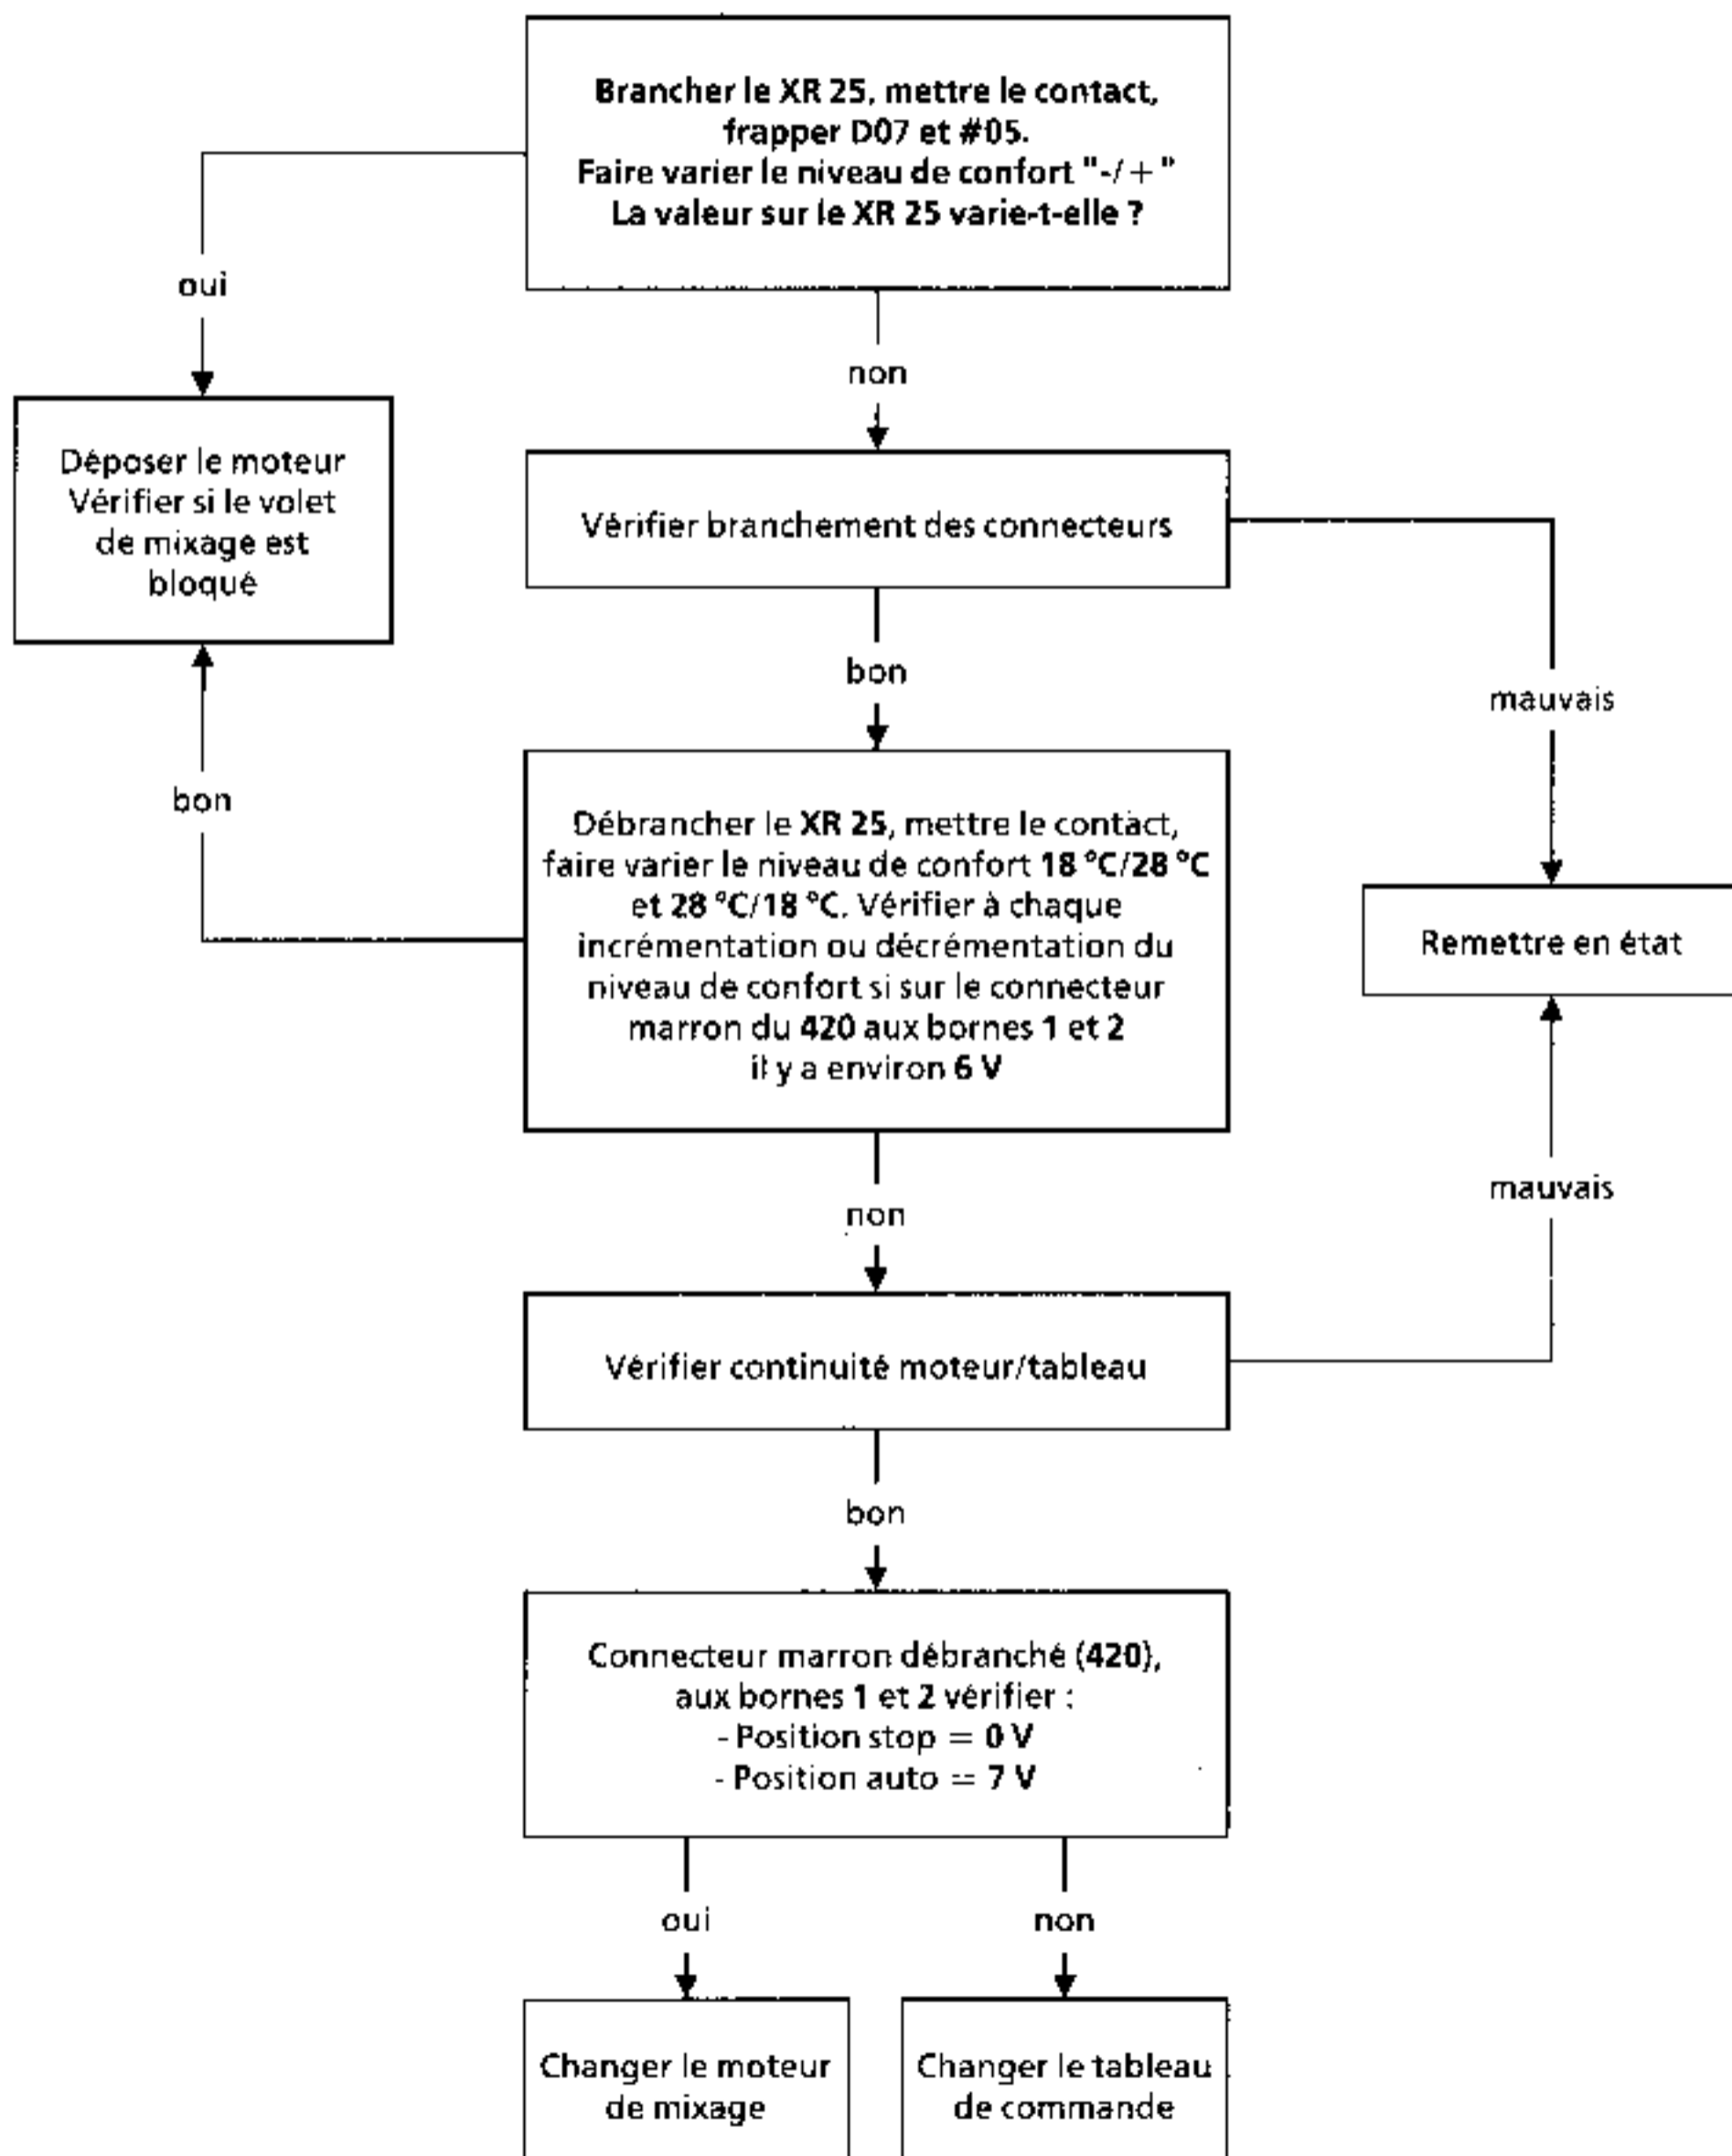 Brancher le XR 25, mettre le contact,
frapper D07 et #05.
Faire varier le niveau de confort "-/+"
La valeur sur le XR 25 varie-t-elle ?
oui
non
Déposer le moteur
Vérifier si le volet
de mixage est
bloqué
Vérifier branchement des connecteurs
bon
mauvais
bon
Débrancher le XR 25, mettre le contact,
faire varier le niveau de confort 18 °C/28 °C
et 28 °C/18 °C. Vérifier à chaque
incrémentation ou décrémentation du
niveau de confort si sur le connecteur
marron du 420 aux bornes 1 et 2
il y a environ 6 V
Remettre en état
mauvais
non
Vérifier continuité moteur/tableau
bon
Connecteur marron débranché (420),
aux bornes 1 et 2 vérifier :
- Position stop = 0 V
- Position auto = 7 V
oui
non
Changer le moteur
de mixage
Changer le tableau
de commande